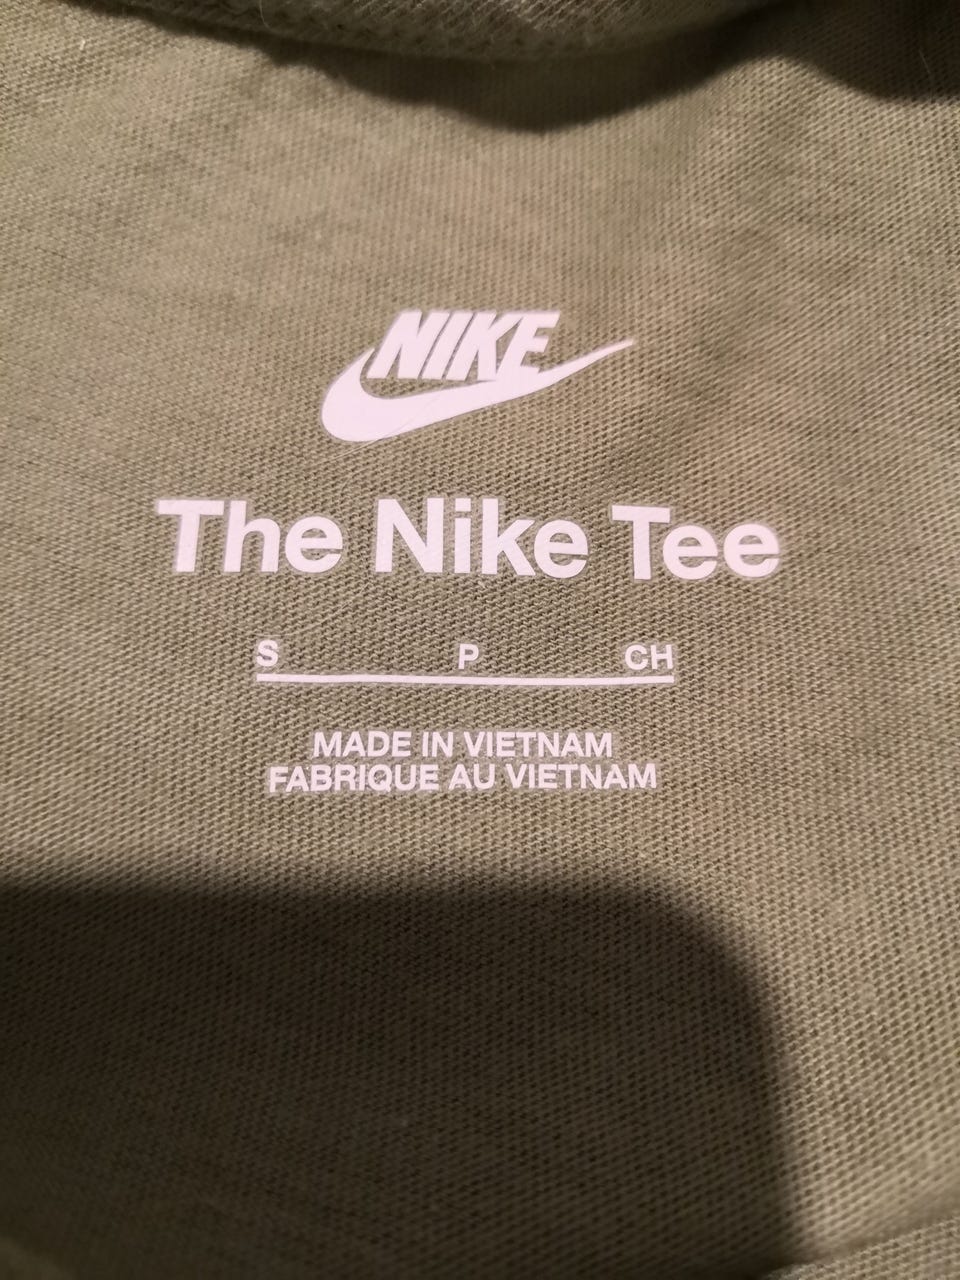 NIKE
The Nike Tee
S P CH
MADE IN VIETNAM
FABRIQUE AU VIETNAM